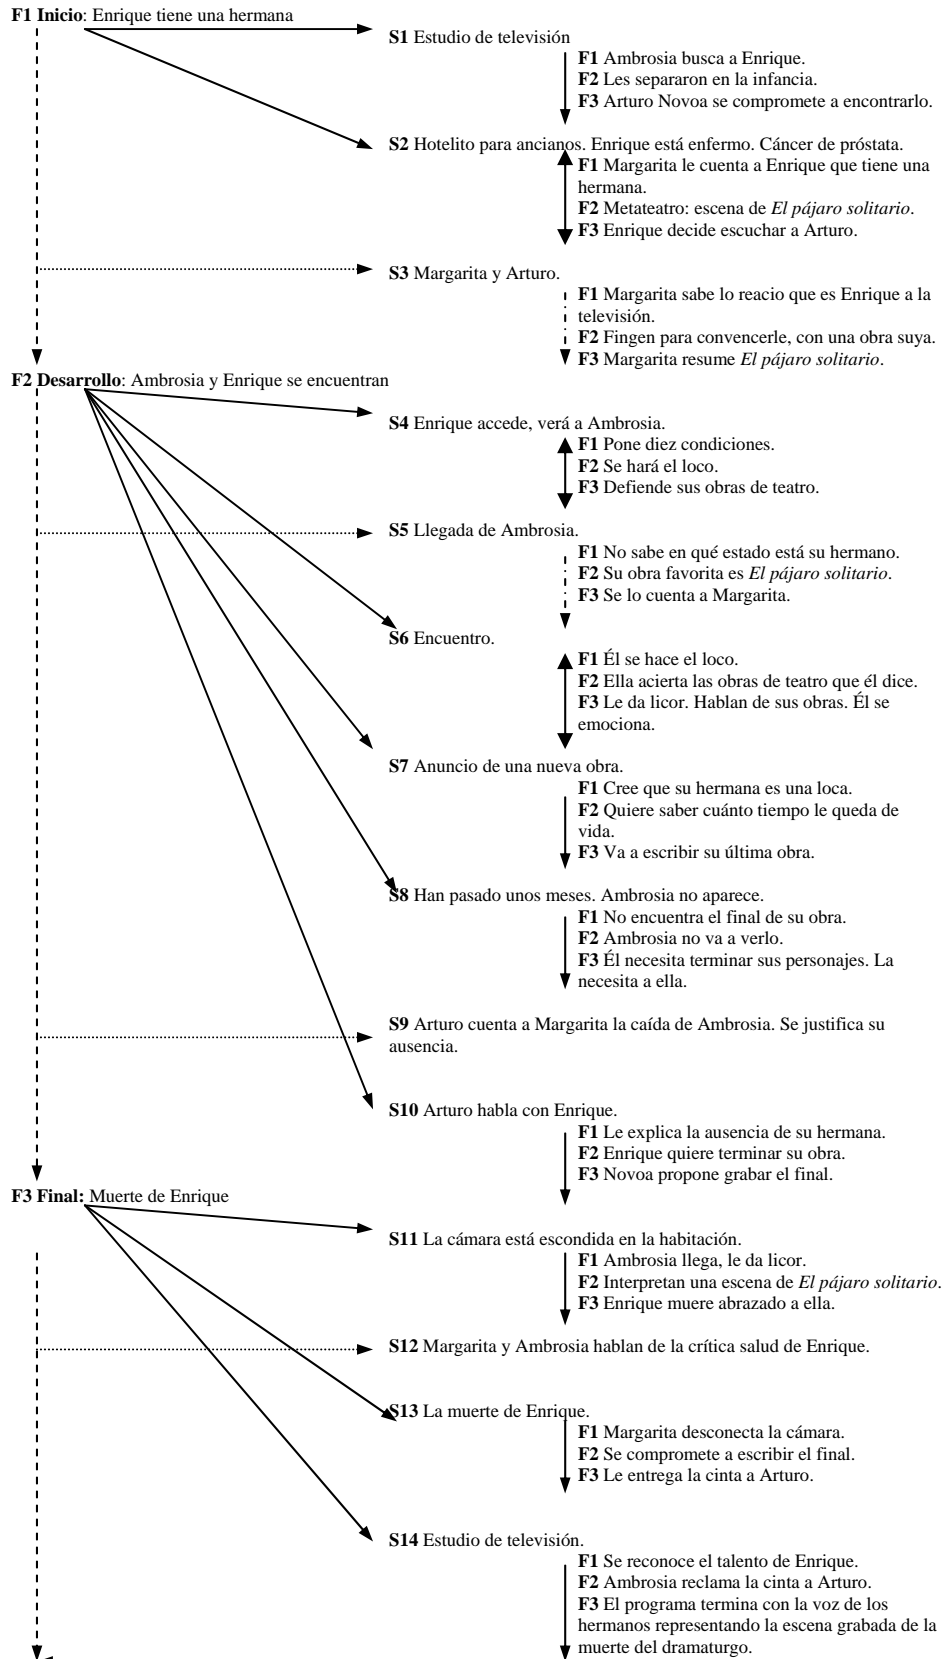 F1 Inicio: Enrique tiene una hermana
S1 Estudio de televisión
F1 Ambrosia busca a Enrique.
F2 Les separaron en la infancia.
F3 Arturo Novoa se compromete a encontrarlo.
S2 Hotelito para ancianos. Enrique está enfermo. Cáncer de próstata.
F1 Margarita le cuenta a Enrique que tiene una
hermana.
F2 Metateatro: escena de El pájaro solitario.
F3 Enrique decide escuchar a Arturo.
S3 Margarita y Arturo.
F1 Margarita sabe lo reacio que es Enrique a la
televisión.
F2 Fingen para convencerle, con una obra suya.
F3 Margarita resume El pájaro solitario.
F2 Desarrollo: Ambrosia y Enrique se encuentran
S4 Enrique accede, verá a Ambrosia.
F1 Pone diez condiciones.
F2 Se hará el loco.
F3 Defiende sus obras de teatro.
S5 Llegada de Ambrosia.
F1 No sabe en qué estado está su hermano.
F2 Su obra favorita es El pájaro solitario.
F3 Se lo cuenta a Margarita.
S6 Encuentro.
F1 Él se hace el loco.
F2 Ella acierta las obras de teatro que él dice.
F3 Le da licor. Hablan de sus obras. Él se
emociona.
S7 Anuncio de una nueva obra.
F1 Cree que su hermana es una loca.
F2 Quiere saber cuánto tiempo le queda de
vida.
F3 Va a escribir su última obra.
S8 Han pasado unos meses. Ambrosia no aparece.
F1 No encuentra el final de su obra.
F2 Ambrosia no va a verlo.
F3 Él necesita terminar sus personajes. La
necesita a ella.
S9 Arturo cuenta a Margarita la caída de Ambrosia. Se justifica su
ausencia.
S10 Arturo habla con Enrique.
F1 Le explica la ausencia de su hermana.
F2 Enrique quiere terminar su obra.
F3 Novoa propone grabar el final.
F3 Final: Muerte de Enrique
S11 La cámara está escondida en la habitación.
F1 Ambrosia llega, le da licor.
F2 Interpretan una escena de El pájaro solitario.
F3 Enrique muere abrazado a ella.
S12 Margarita y Ambrosia hablan de la crítica salud de Enrique.
S13 La muerte de Enrique.
F1 Margarita desconecta la cámara.
F2 Se compromete a escribir el final.
F3 Le entrega la cinta a Arturo.
S14 Estudio de televisión.
F1 Se reconoce el talento de Enrique.
F2 Ambrosia reclama la cinta a Arturo.
F3 El programa termina con la voz de los
hermanos representando la escena grabada de la
muerte del dramaturgo.